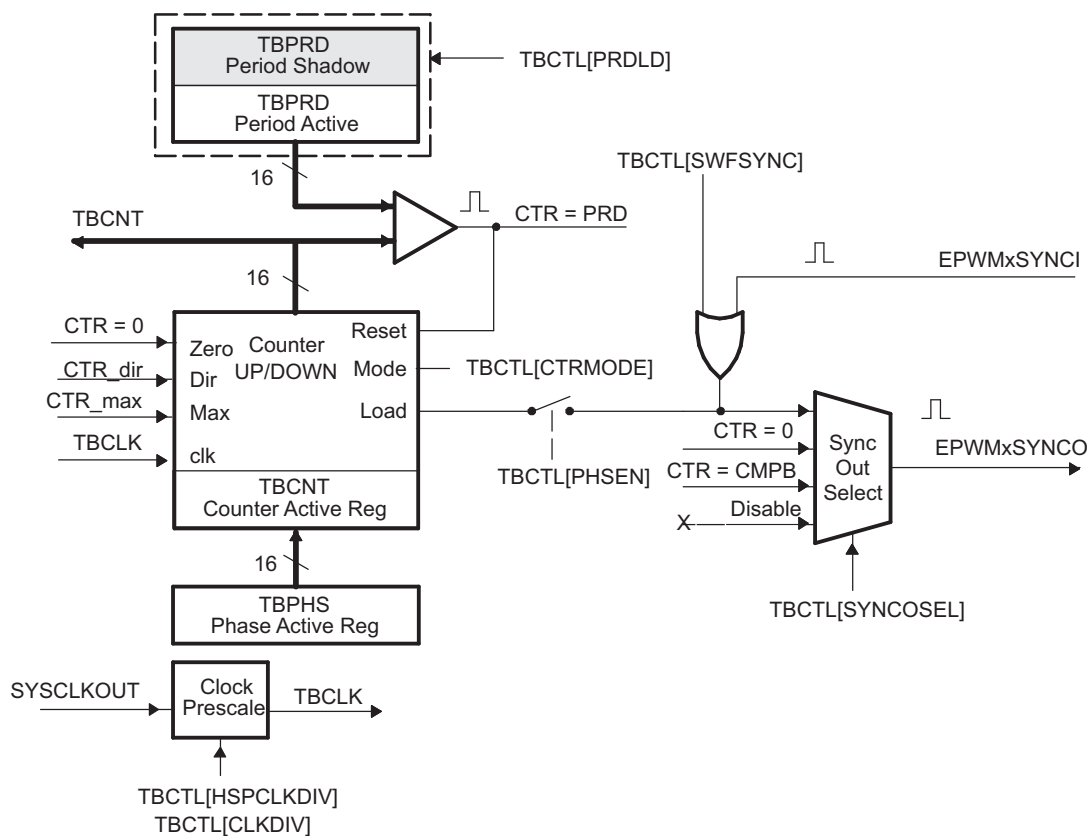 TBPRD
Period Shadow
TBPRD
Period Active
TBCTL[PRDLD]
16
TBCTL[SWFSYNC]
TBCNT
CTR = PRD
16
EPWMxSYNCI
CTR = 0
CTR_dir
CTR_max
TBCLK
Zero
Dir
Max
clk
Counter
UP/DOWN
Reset
Mode
Load
TBCTL[CTRMODE]
TBCNT
Counter Active Reg
TBCTL[PHSEN]
CTR = 0
CTR = CMPB
Disable
X
Sync
Out
Select
EPWMxSYNCO
16
TBPHS
Phase Active Reg
TBCTL[SYNCOSEL]
SYSCLKOUT
Clock
Prescale
TBCLK
TBCTL[HSPCLKDIV]
TBCTL[CLKDIV]